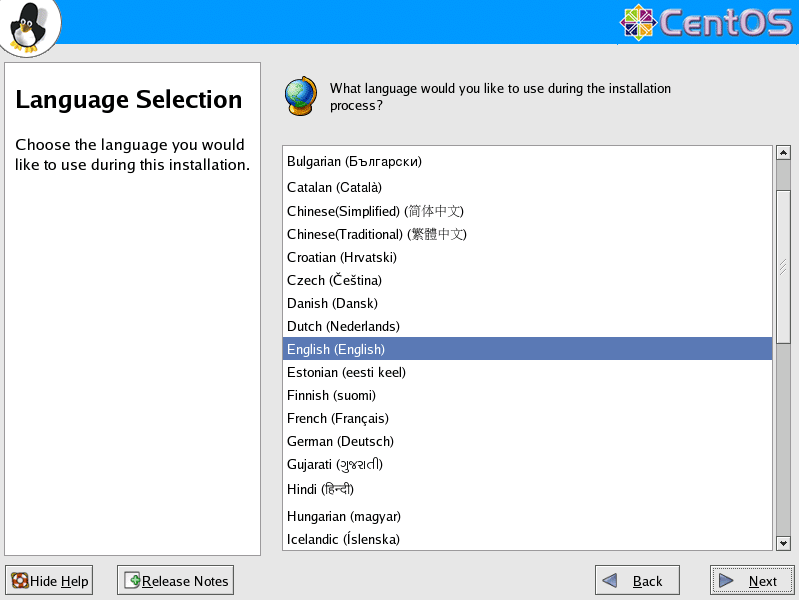 CentOS
Language Selection
Choose the language you would
like to use during this installation.
What language would you like to use during the installation
process?
Bulgarian (Български)
Catalan (Català)
Chinese(Simplified) (简体中文)
Chinese(Traditional) (繁體中文)
Croatian (Hrvatski)
Czech (Čeština)
Danish (Dansk)
Dutch (Nederlands)
English (English)
Estonian (eesti keel)
Finnish (suomi)
French (Français)
German (Deutsch)
Gujarati (ગુજરાતી)
Hindi (हिन्दी)
Hungarian (magyar)
Icelandic (Íslenska)
Hide Help
Release Notes
Back
Next